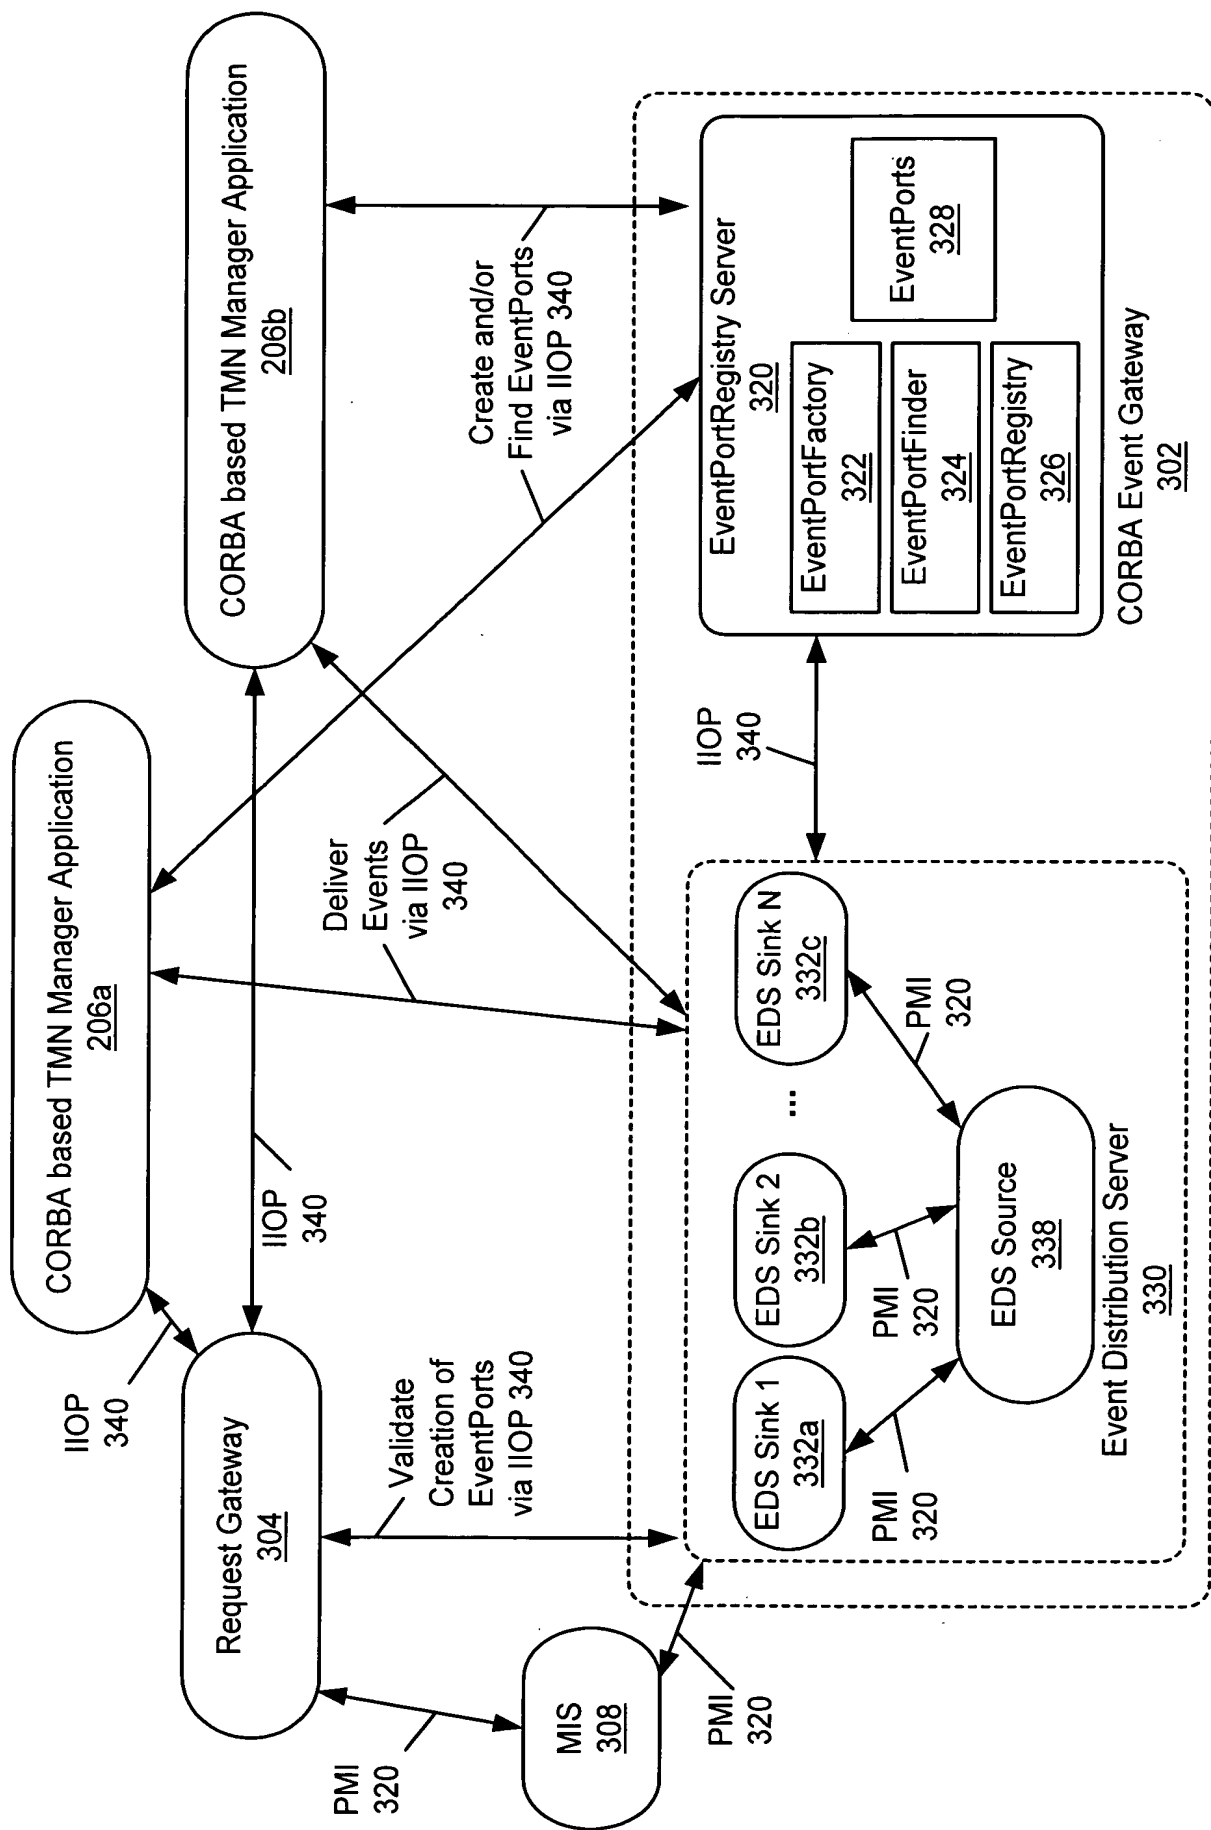 CORBA based TMN Manager Application
206a
CORBA based TMN Manager Application
206b
IIOP
340
Request Gateway
304
IIOP
340
Deliver
Events
via IIOP
340
Create and/or
Find EventPorts
via IIOP 340
Validate
Creation of
EventPorts
via IIOP 340
PMI
320
MIS
308
PMI
320
EDS Sink 1
332a
EDS Sink 2
332b
...
EDS Sink N
332c
PMI
320
PMI
320
PMI
320
EDS Source
338
Event Distribution Server
330
IIOP
340
EventPortRegistry Server
320
EventPortFactory
322
EventPortFinder
324
EventPortRegistry
326
EventPorts
328
CORBA Event Gateway
302